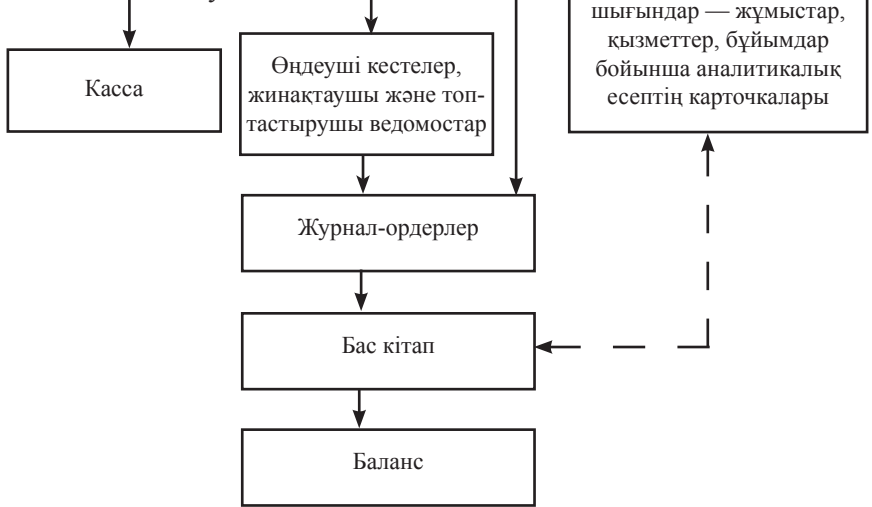 шығындар — жұмыстар,
қызметтер, бұйымдар
бойынша аналитикалық
есептің карточкалары
Касса
Өңдеуші кестелер,
жинақтаушы және топ-
тастырушы ведомостар
Журнал-ордерлер
Бас кітап
Баланс